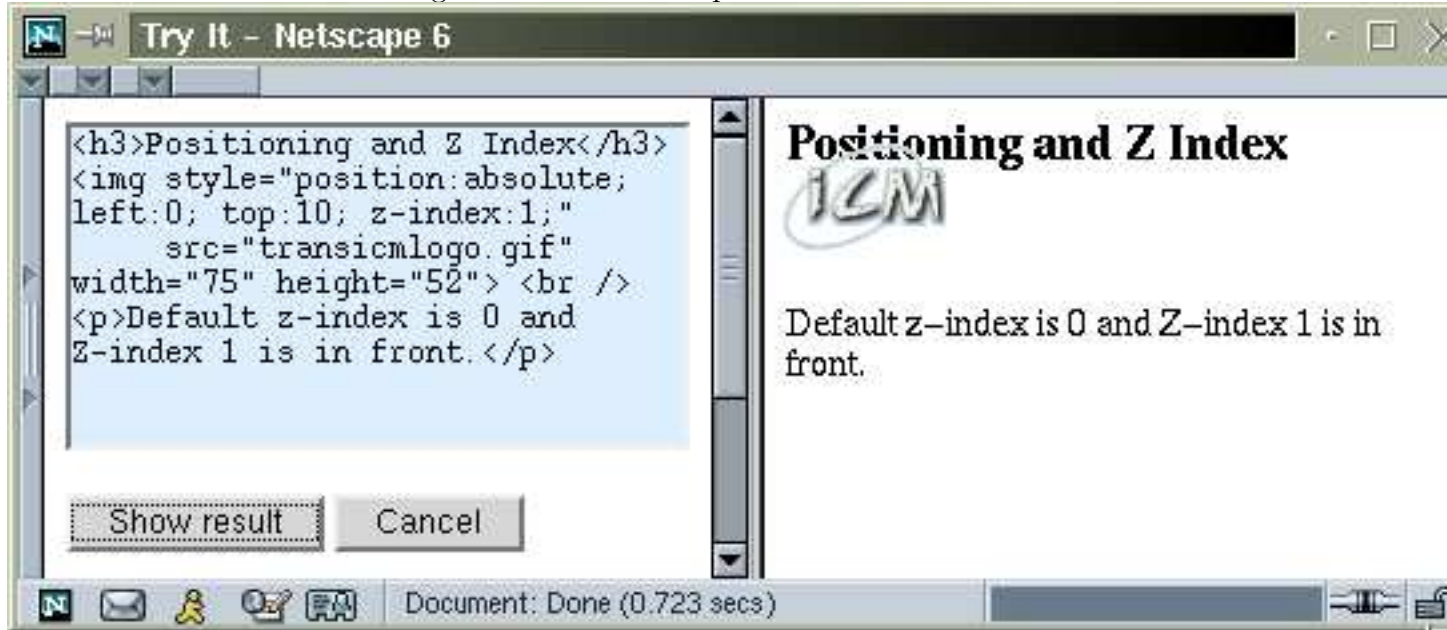 Try It - Netscape 6
<h3>Positioning and Z Index</h3>
<img style="position:absolute;
left:0; top:10; z-index:1;"
     src="transicmlogo.gif"
width="75" height="52"> <br />
<p>Default z-index is 0 and
Z-index 1 is in front.</p>
Show result Cancel
Positioning and Z Index
iCM
Default z–index is 0 and Z–index 1 is in
front.
Document: Done (0.723 secs)